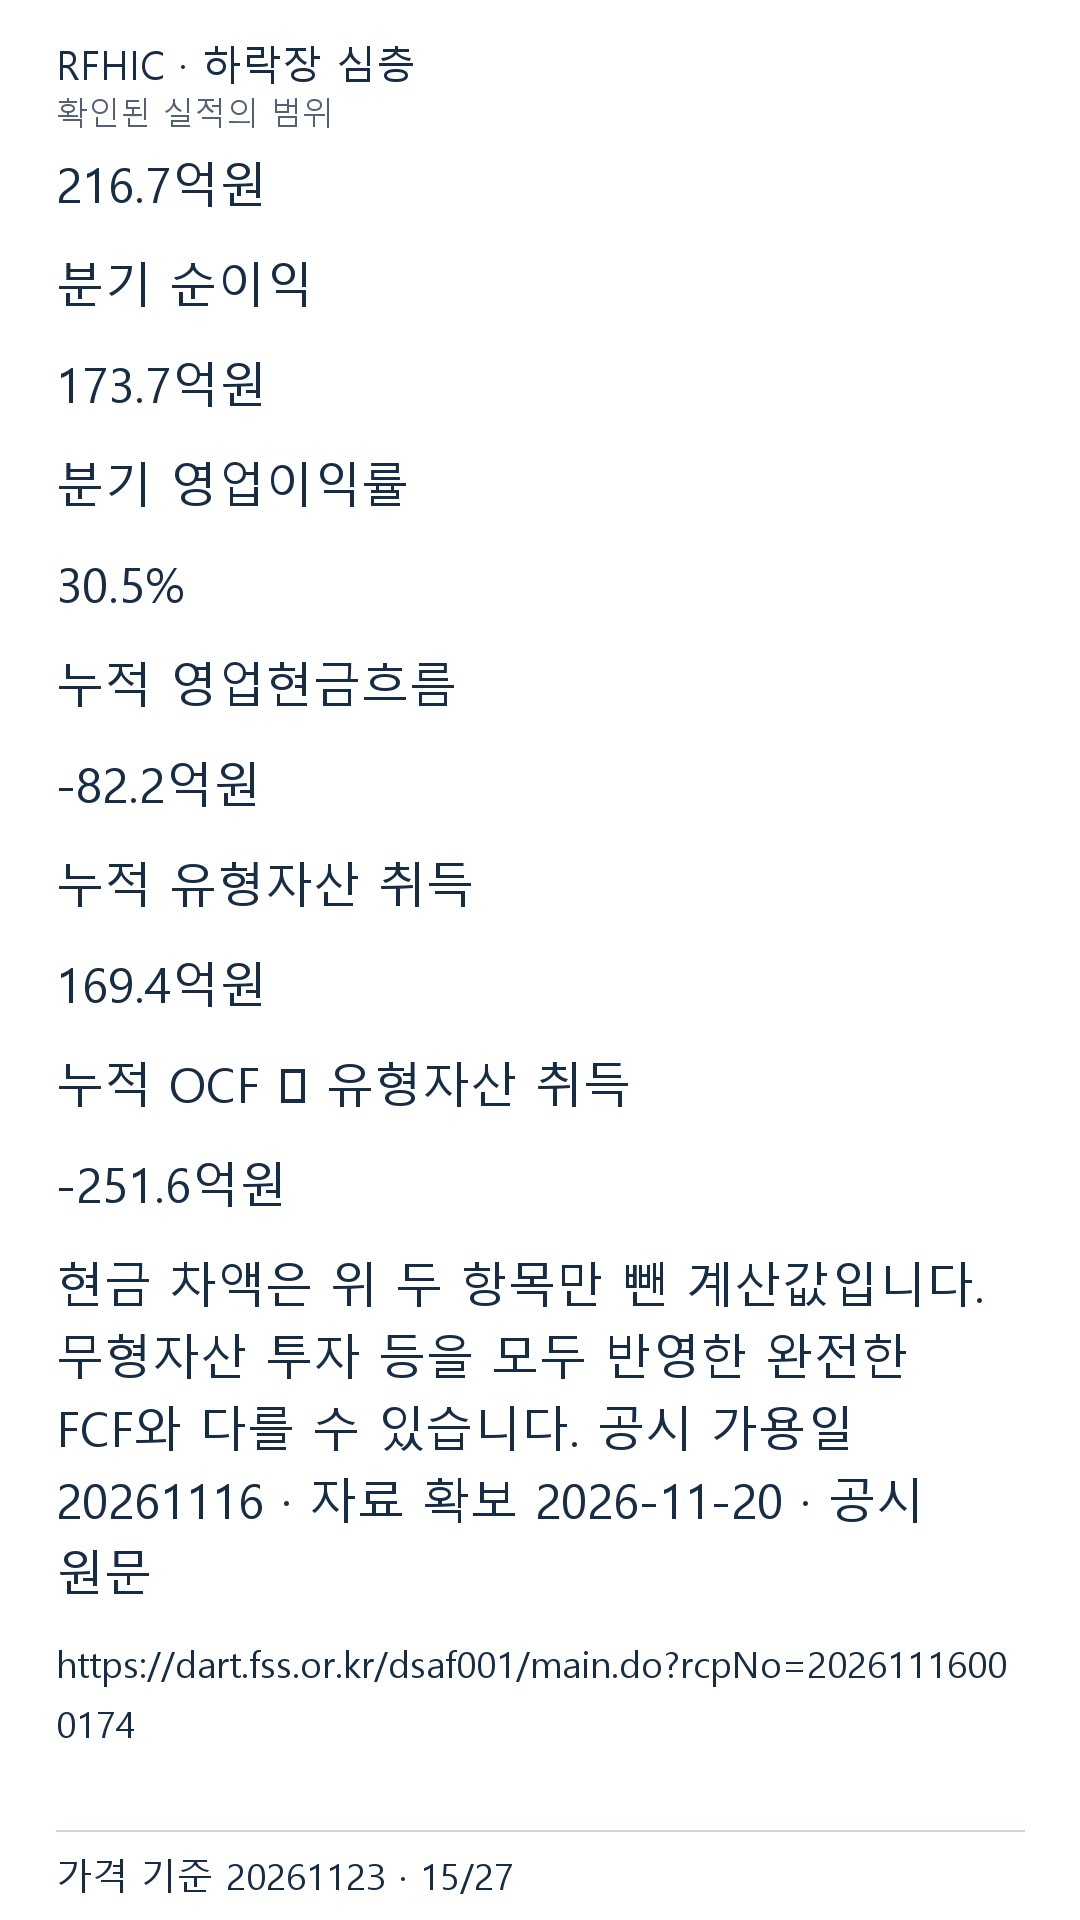 RFHIC · 하락장 심층
확인된 실적의 범위
216.7억원
분기 순이익
173.7억원
분기 영업이익률
30.5%
누적 영업현금흐름
-82.2억원
누적 유형자산 취득
169.4억원
누적 OCF □ 유형자산 취득
-251.6억원
현금 차액은 위 두 항목만 뺀 계산값입니다.
무형자산 투자 등을 모두 반영한 완전한
FCF와 다를 수 있습니다. 공시 가용일
20261116 · 자료 확보 2026-11-20 · 공시
원문
https://dart.fss.or.kr/dsaf001/main.do?rcpNo=2026111600
0174
가격 기준 20261123 · 15/27